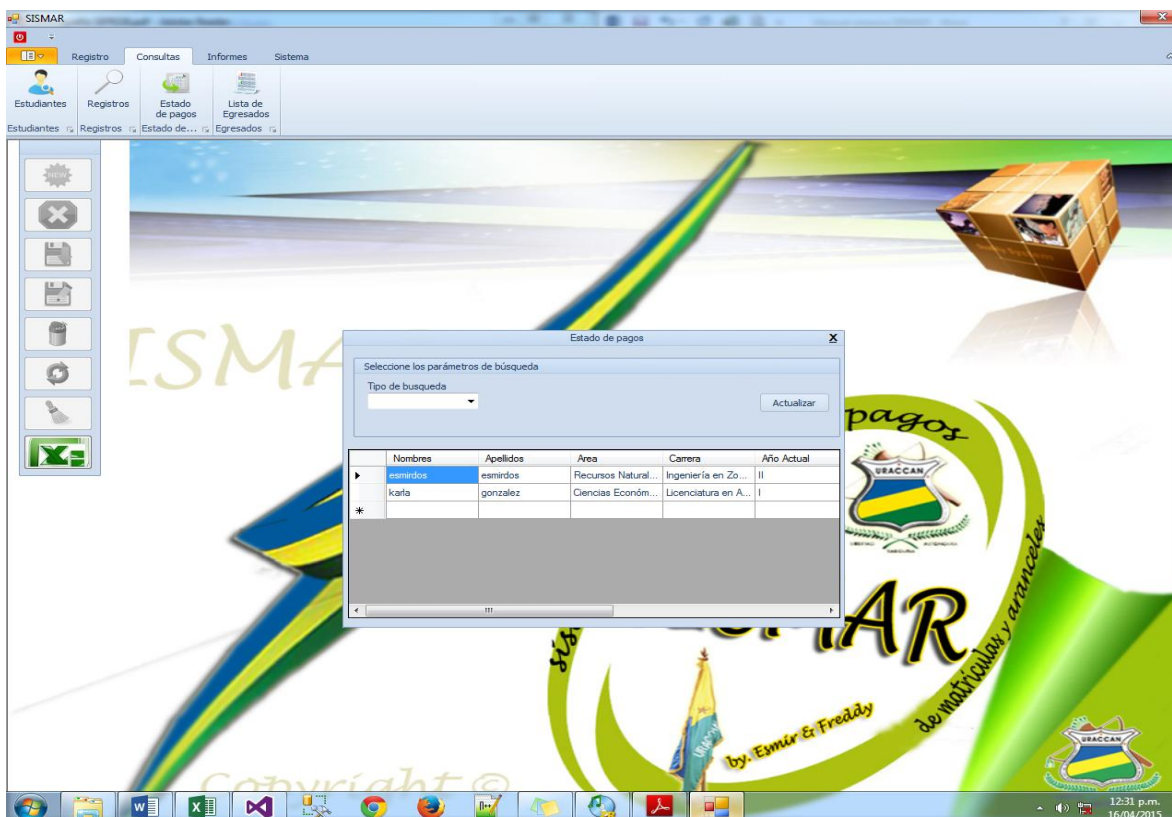 SISMAR
Registro Consultas Informes Sistema
Estudiantes Registros Estado de pagos Lista de Egresados
Estudiantes Registros Estado de... Egresados
NEW
ISMA
Estado de pagos
Seleccione los parámetros de búsqueda
Tipo de busqueda
Actualizar
Nombres Apellidos Area Carrera Año Actual
esmirdos esmirdos Recursos Natural... Ingeniería en Zo... II
karla gonzalez Ciencias Económ... Licenciatura en A... I
pagos
URACCAN
AR
de matrículas y aranceles
by. Esmir & Freddy
URACCAN
Copyright ©
12:31 p.m.
16/04/2015